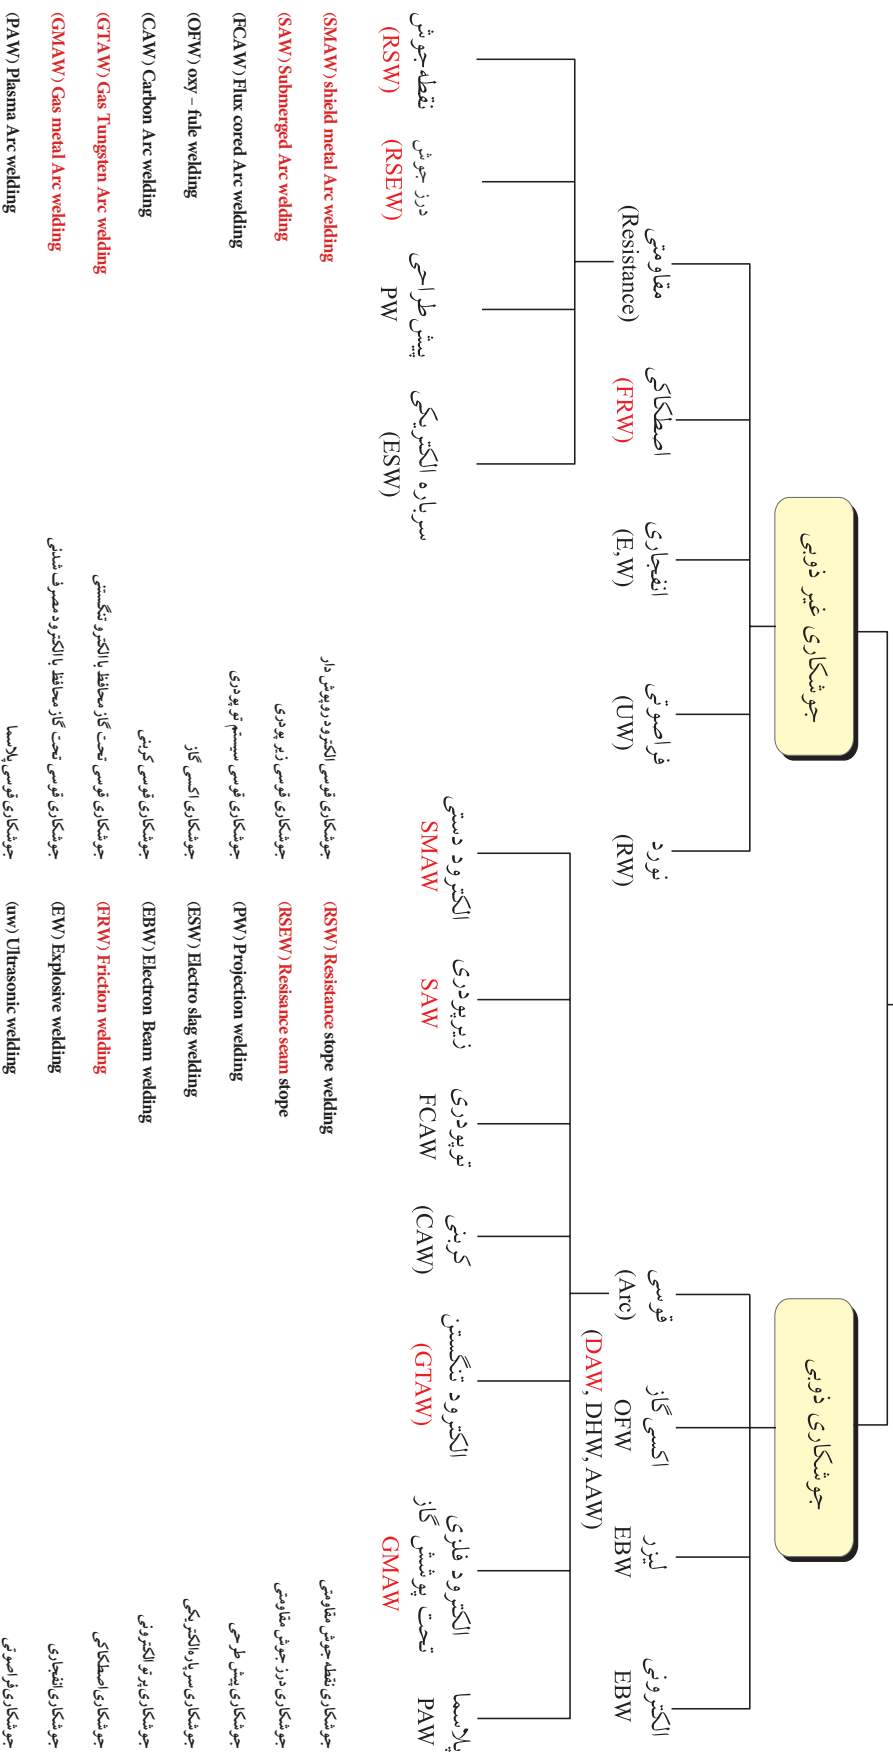 جوشکاری غیر ذوبی
جوشکاری ذوبی
مقاومتی
(Resistance)
اصطکاکی
(FRW)
انفجاری
(E,W)
فراصوتی
(UW)
نورد
(RW)
قوسی
(Arc)
اکسی گاز
OFW
(DAW, DHW, AAW)
لیزر
EBW
الکترونی
EBW
نقطه‌جوش
(RSW)
درز جوش
(RSEW)
پیش‌طراحی
PW
سرباره الکتریکی
(ESW)
الکترود دستی
SMAW
زیرپودری
SAW
توپودری
FCAW
کربنی
(CAW)
الکترود تنگستن
(GTAW)
الکترود فلزی
تحت پوشش گاز
GMAW
پلاسما
PAW
(SMAW) shield metal Arc welding جوشکاری قوسی الکترود روپوش دار
(SAW) Submerged Arc welding جوشکاری قوسی زیر پودری
(FCAW) Flux cored Arc welding جوشکاری قوسی سیستم تو پودری
(OFW) oxy – fule welding جوشکاری اکسی گاز
(CAW) Carbon Arc welding جوشکاری قوسی کربنی
(GTAW) Gas Tungsten Arc welding جوشکاری قوسی تحت گاز محافظ با الکترو تنگستنی
(GMAW) Gas metal Arc welding جوشکاری قوسی تحت گاز محافظ با الکترود مصرف شدنی
(PAW) Plasma Arc welding جوشکاری قوسی پلاسما
(RSW) Resistance stope welding جوشکاری نقطه جوش مقاومتی
(RSEW) Resisance seam stope جوشکاری درز جوش مقاومتی
(PW) Projection welding جوشکاری پیش طرحی
(ESW) Electro slag welding جوشکاری سرباره الکتریکی
(EBW) Electron Beam welding جوشکاری پرتو الکترونی
(FRW) Friction welding جوشکاری اصطکاکی
(EW) Explosive welding جوشکاری انفجاری
(uw) Ultrasonic welding جوشکاری فراصوتی